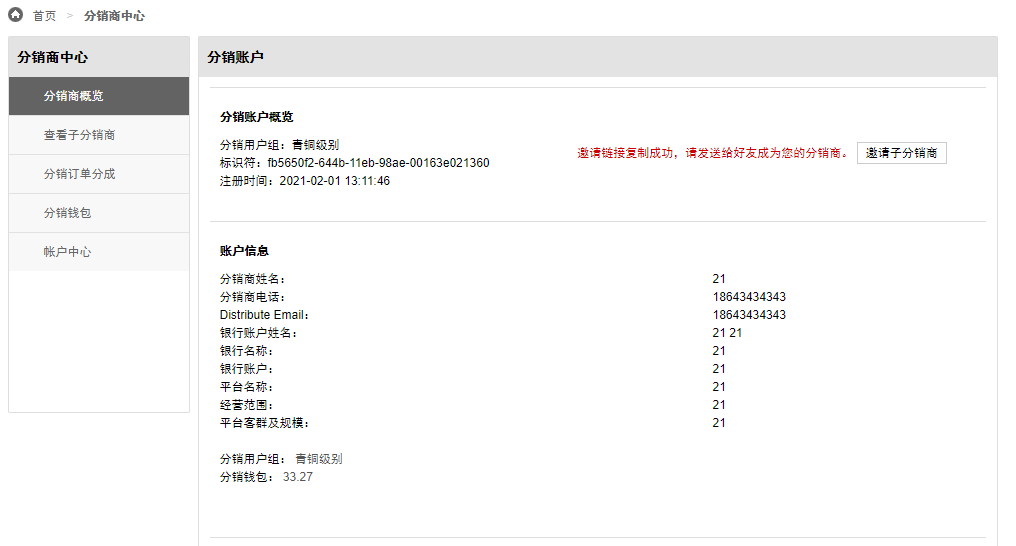 首页 > 分销商中心
分销商中心
分销商概览
查看子分销商
分销订单分成
分销钱包
帐户中心
分销账户
分销账户概览
分销用户组：青铜级别
标识符：fb5650f2-644b-11eb-98ae-00163e021360
注册时间：2021-02-01 13:11:46
邀请链接复制成功，请发送给好友成为您的分销商。 邀请子分销商
账户信息
分销商姓名： 21
分销商电话： 18643434343
Distribute Email： 18643434343
银行账户姓名： 21 21
银行名称： 21
银行账户： 21
平台名称： 21
经营范围： 21
平台客群及规模： 21
分销用户组： 青铜级别
分销钱包： 33.27